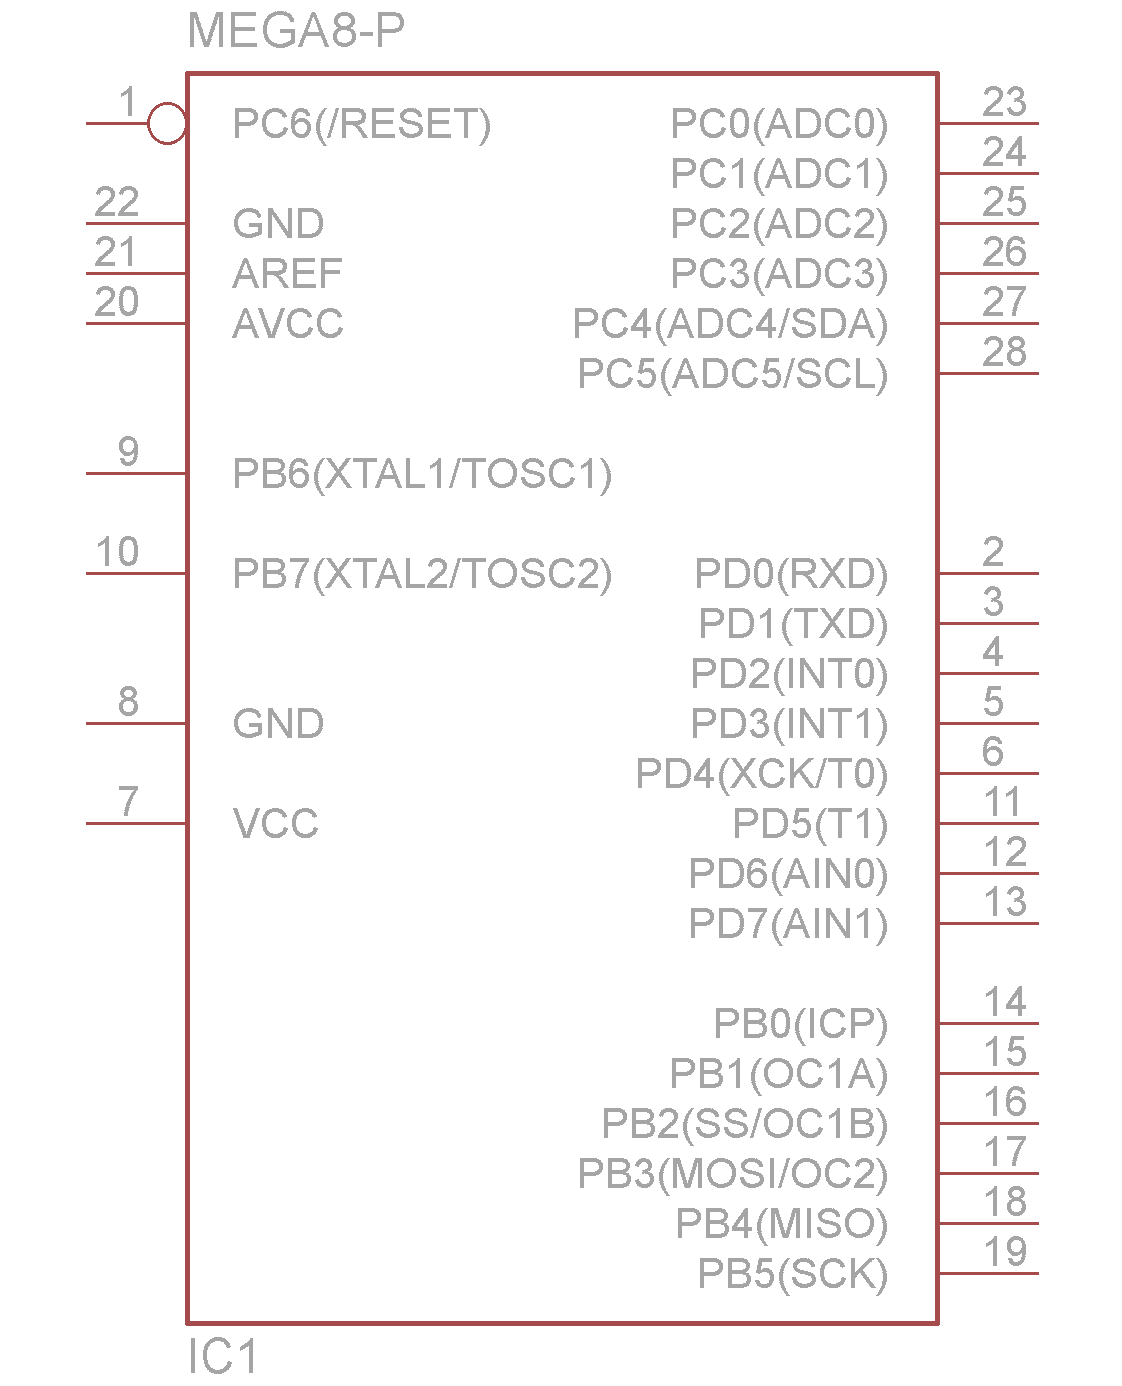 MEGA8-P
1 PC6(/RESET) PC0(ADC0) 23
PC1(ADC1) 24
22 GND PC2(ADC2) 25
21 AREF PC3(ADC3) 26
20 AVCC PC4(ADC4/SDA) 27
PC5(ADC5/SCL) 28
9 PB6(XTAL1/TOSC1)
10 PB7(XTAL2/TOSC2) PD0(RXD) 2
PD1(TXD) 3
PD2(INT0) 4
8 GND PD3(INT1) 5
PD4(XCK/T0) 6
7 VCC PD5(T1) 11
PD6(AIN0) 12
PD7(AIN1) 13
PB0(ICP) 14
PB1(OC1A) 15
PB2(SS/OC1B) 16
PB3(MOSI/OC2) 17
PB4(MISO) 18
PB5(SCK) 19
IC1